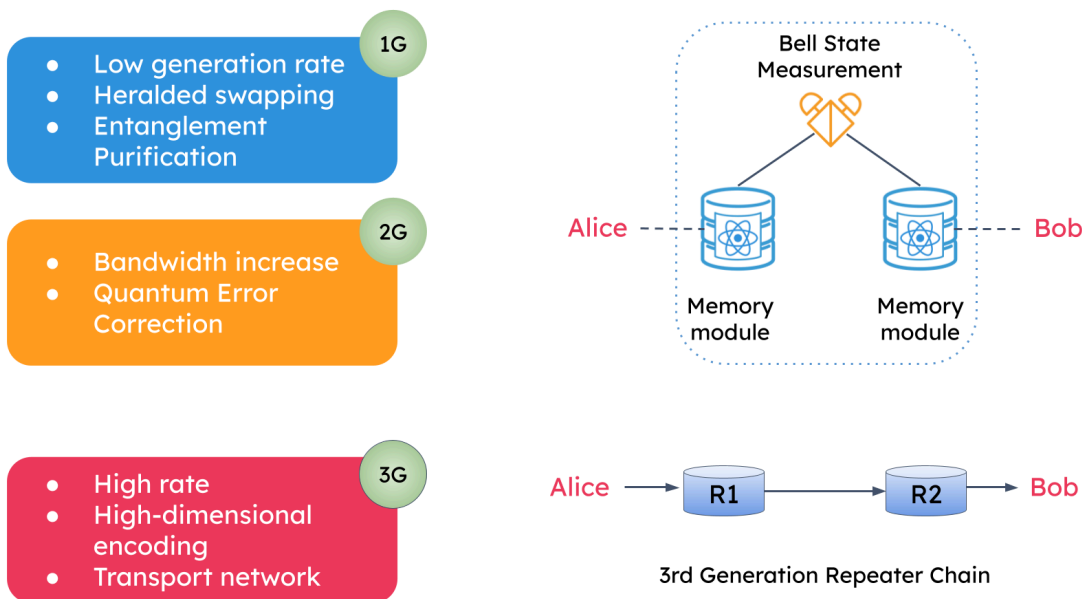 1G
● Low generation rate
● Heralded swapping
● Entanglement
Purification
2G
● Bandwidth increase
● Quantum Error
Correction
3G
● High rate
● High-dimensional
encoding
● Transport network
Bell State
Measurement
Alice
Bob
Memory
module
Memory
module
Alice
R1
R2
Bob
3rd Generation Repeater Chain